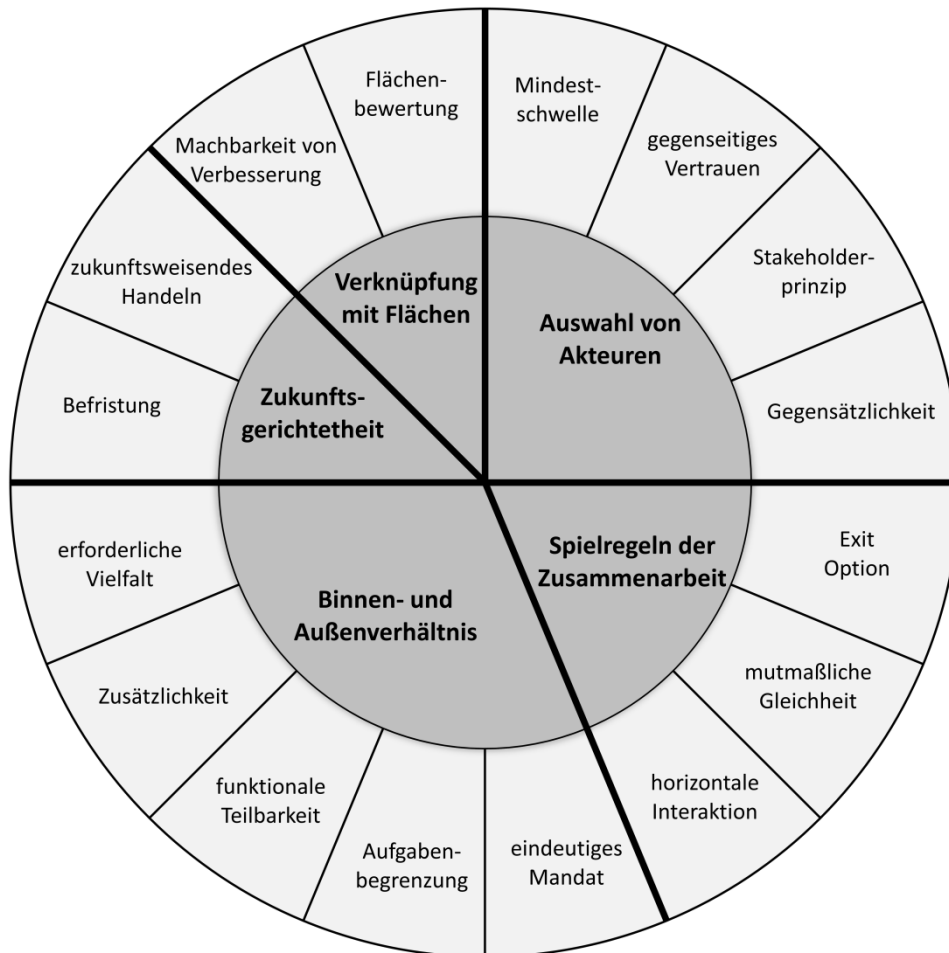 Flächen-
bewertung
Mindest-
schwelle
Machbarkeit von
Verbesserung
gegenseitiges
Vertrauen
zukunftsweisendes
Handeln
Stakeholder-
prinzip
Verknüpfung
mit Flächen
Auswahl von
Akteuren
Befristung
Zukunfts-
gerichtetheit
Gegensätzlichkeit
erforderliche
Vielfalt
Spielregeln der
Zusammenarbeit
Exit
Option
Binnen- und
Außenverhältnis
Zusätzlichkeit
mutmaßliche
Gleichheit
funktionale
Teilbarkeit
horizontale
Interaktion
Aufgaben-
begrenzung
eindeutiges
Mandat